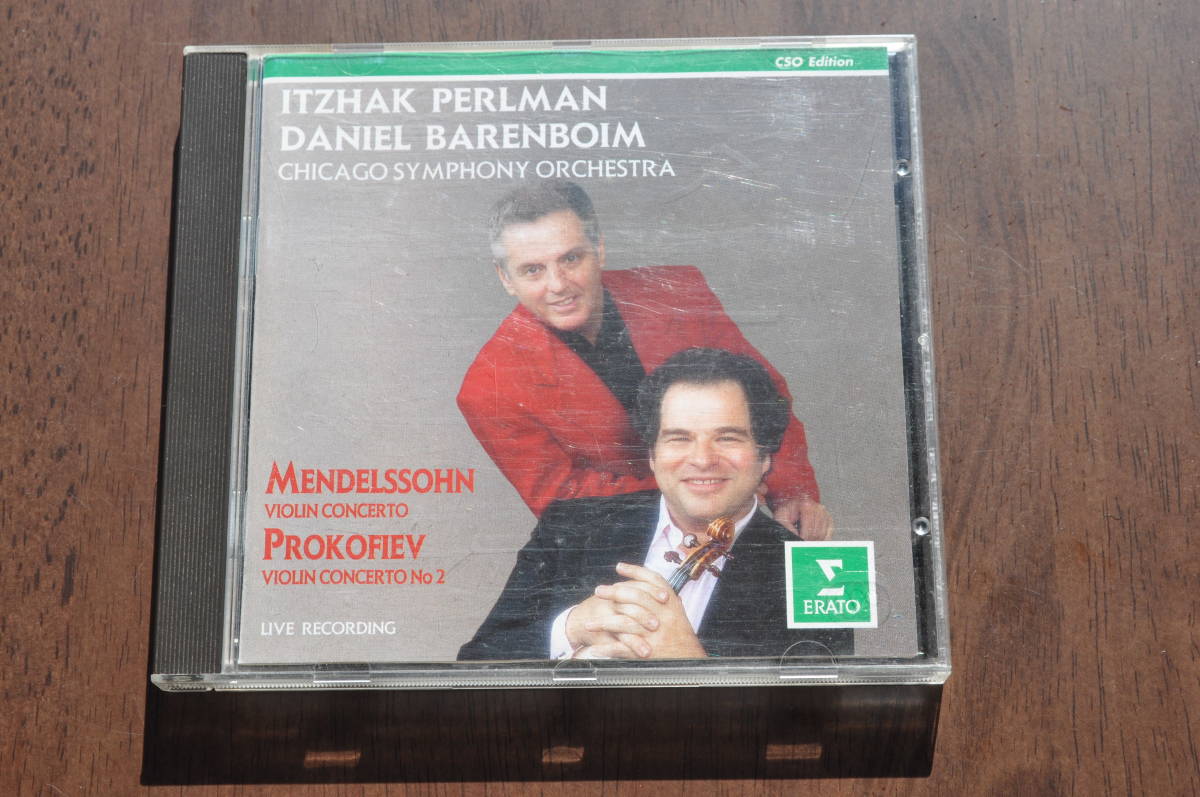 CSO Edition
ITZHAK PERLMAN
DANIEL BARENBOIM
CHICAGO SYMPHONY ORCHESTRA
MENDELSSOHN
VIOLIN CONCERTO
PROKOFIEV
VIOLIN CONCERTO No 2
ERATO
LIVE RECORDING